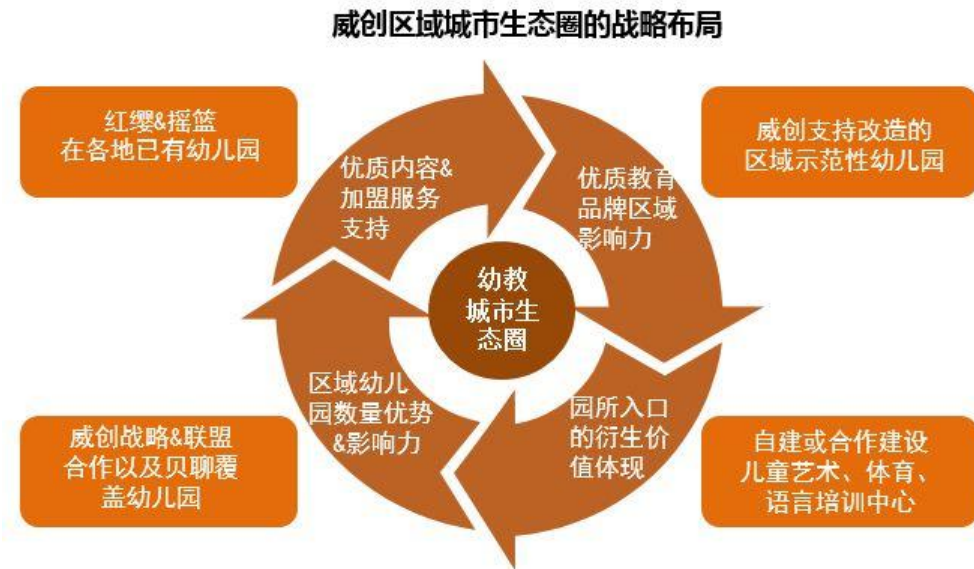 威创区域城市生态圈的战略布局
红缨&摇篮
在各地已有幼儿园
威创支持改造的
区域示范性幼儿园
优质内容&
加盟服务
支持
优质教育
品牌区域
影响力
幼教
城市生
态圈
区域幼儿
园数量优势
&影响力
园所入口
的衍生价
值体现
威创战略&联盟
合作以及贝聊覆
盖幼儿园
自建或合作建设
儿童艺术、体育、
语言培训中心